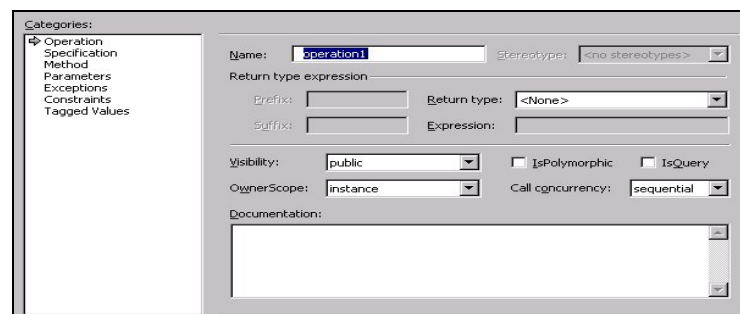 Categories:
Operation
Specification
Method
Parameters
Exceptions
Constraints
Tagged Values
Name: operation1 Stereotype: <no stereotypes>
Return type expression
Prefix: Return type: <None>
Suffix: Expression:
Visibility: public IsPolymorphic IsQuery
OwnerScope: instance Call concurrency: sequential
Documentation: